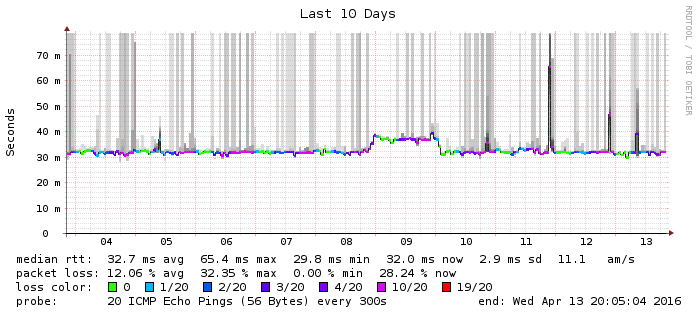 Last 10 Days
RRDTOOL / TOBI OETIKER
Seconds
70 m
60 m
50 m
40 m
30 m
20 m
10 m
0
04 05 06 07 08 09 10 11 12 13
median rtt: 32.7 ms avg 65.4 ms max 29.8 ms min 32.0 ms now 2.9 ms sd 11.1 am/s
packet loss: 12.06 % avg 32.35 % max 0.00 % min 28.24 % now
loss color: 0 1/20 2/20 3/20 4/20 10/20 19/20
probe: 20 ICMP Echo Pings (56 Bytes) every 300s end: Wed Apr 13 20:05:04 2016